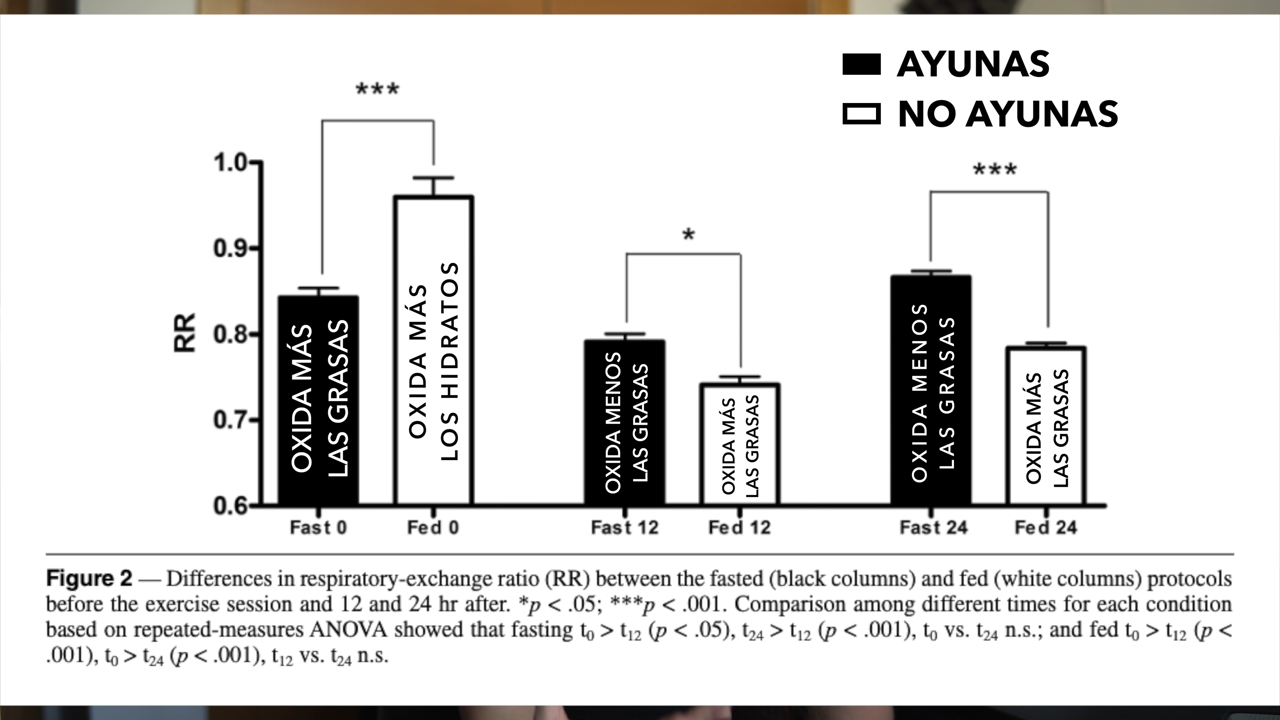 AYUNAS
NO AYUNAS
***
*
***
1.0
0.9
0.8
0.7
0.6
RR
OXIDA MÁS
LAS GRASAS
OXIDA MÁS
LOS HIDRATOS
OXIDA MENOS
LAS GRASAS
OXIDA MÁS
LAS GRASAS
OXIDA MENOS
LAS GRASAS
OXIDA MÁS
LAS GRASAS
Fast 0 Fed 0 Fast 12 Fed 12 Fast 24 Fed 24
Figure 2 — Differences in respiratory-exchange ratio (RR) between the fasted (black columns) and fed (white columns) protocols
before the exercise session and 12 and 24 hr after. *p < .05; ***p < .001. Comparison among different times for each condition
based on repeated-measures ANOVA showed that fasting t₀ > t₁₂ (p < .05), t₂₄ > t₁₂ (p < .001), t₀ vs. t₂₄ n.s.; and fed t₀ > t₁₂ (p <
.001), t₀ > t₂₄ (p < .001), t₁₂ vs. t₂₄ n.s.